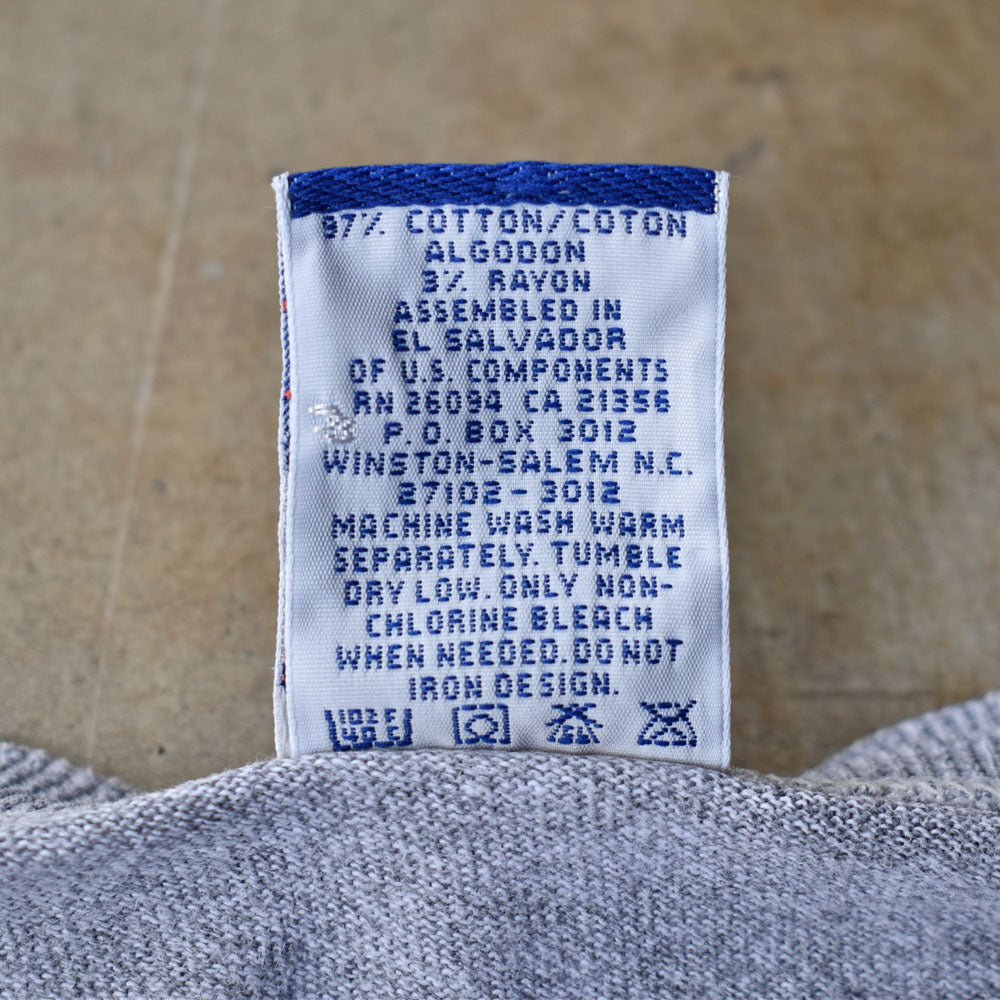 97% COTTON/COTON
ALGODON
3% RAYON
ASSEMBLED IN
EL SALVADOR
OF U.S. COMPONENTS
RN 26094 CA 21356
P.O. BOX 3012
WINSTON-SALEM N.C.
27102-3012
MACHINE WASH WARM
SEPARATELY. TUMBLE
DRY LOW. ONLY NON-
CHLORINE BLEACH
WHEN NEEDED. DO NOT
IRON DESIGN.